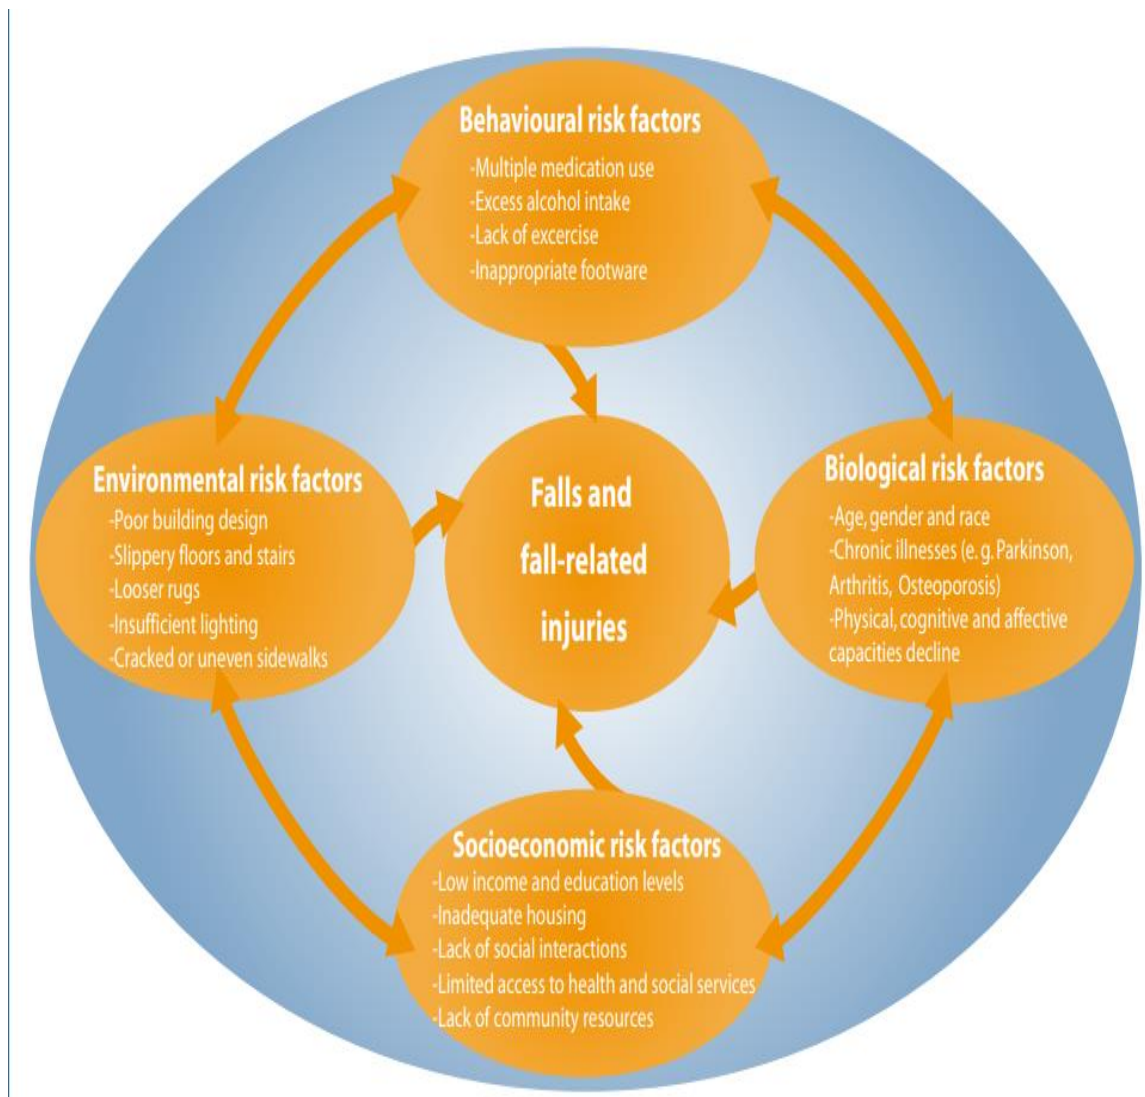 Behavioural risk factors
-Multiple medication use
-Excess alcohol intake
-Lack of excercise
-Inappropriate footware
Environmental risk factors
-Poor building design
-Slippery floors and stairs
-Looser rugs
-Insufficient lighting
-Cracked or uneven sidewalks
Falls and
fall-related
injuries
Biological risk factors
-Age, gender and race
-Chronic illnesses (e. g. Parkinson,
Arthritis, Osteoporosis)
-Physical, cognitive and affective
capacities decline
Socioeconomic risk factors
-Low income and education levels
-Inadequate housing
-Lack of social interactions
-Limited access to health and social services
-Lack of community resources